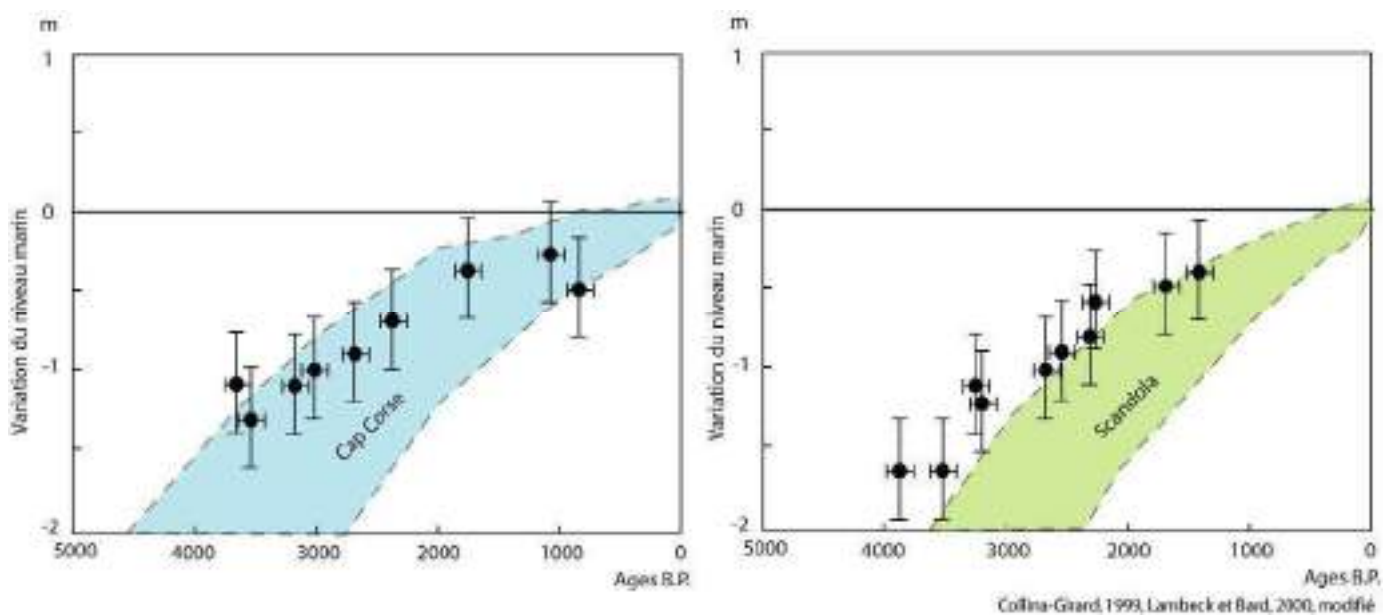 m
1
0
-1
-2
Variation du niveau marin
Cap Corse
5000 4000 3000 2000 1000 0
Ages B.P.
m
1
0
-1
-2
Variation du niveau marin
Scandola
5000 4000 3000 2000 1000 0
Ages B.P.
Collina-Girard, 1999, Lambeck et Bard, 2000, modifié